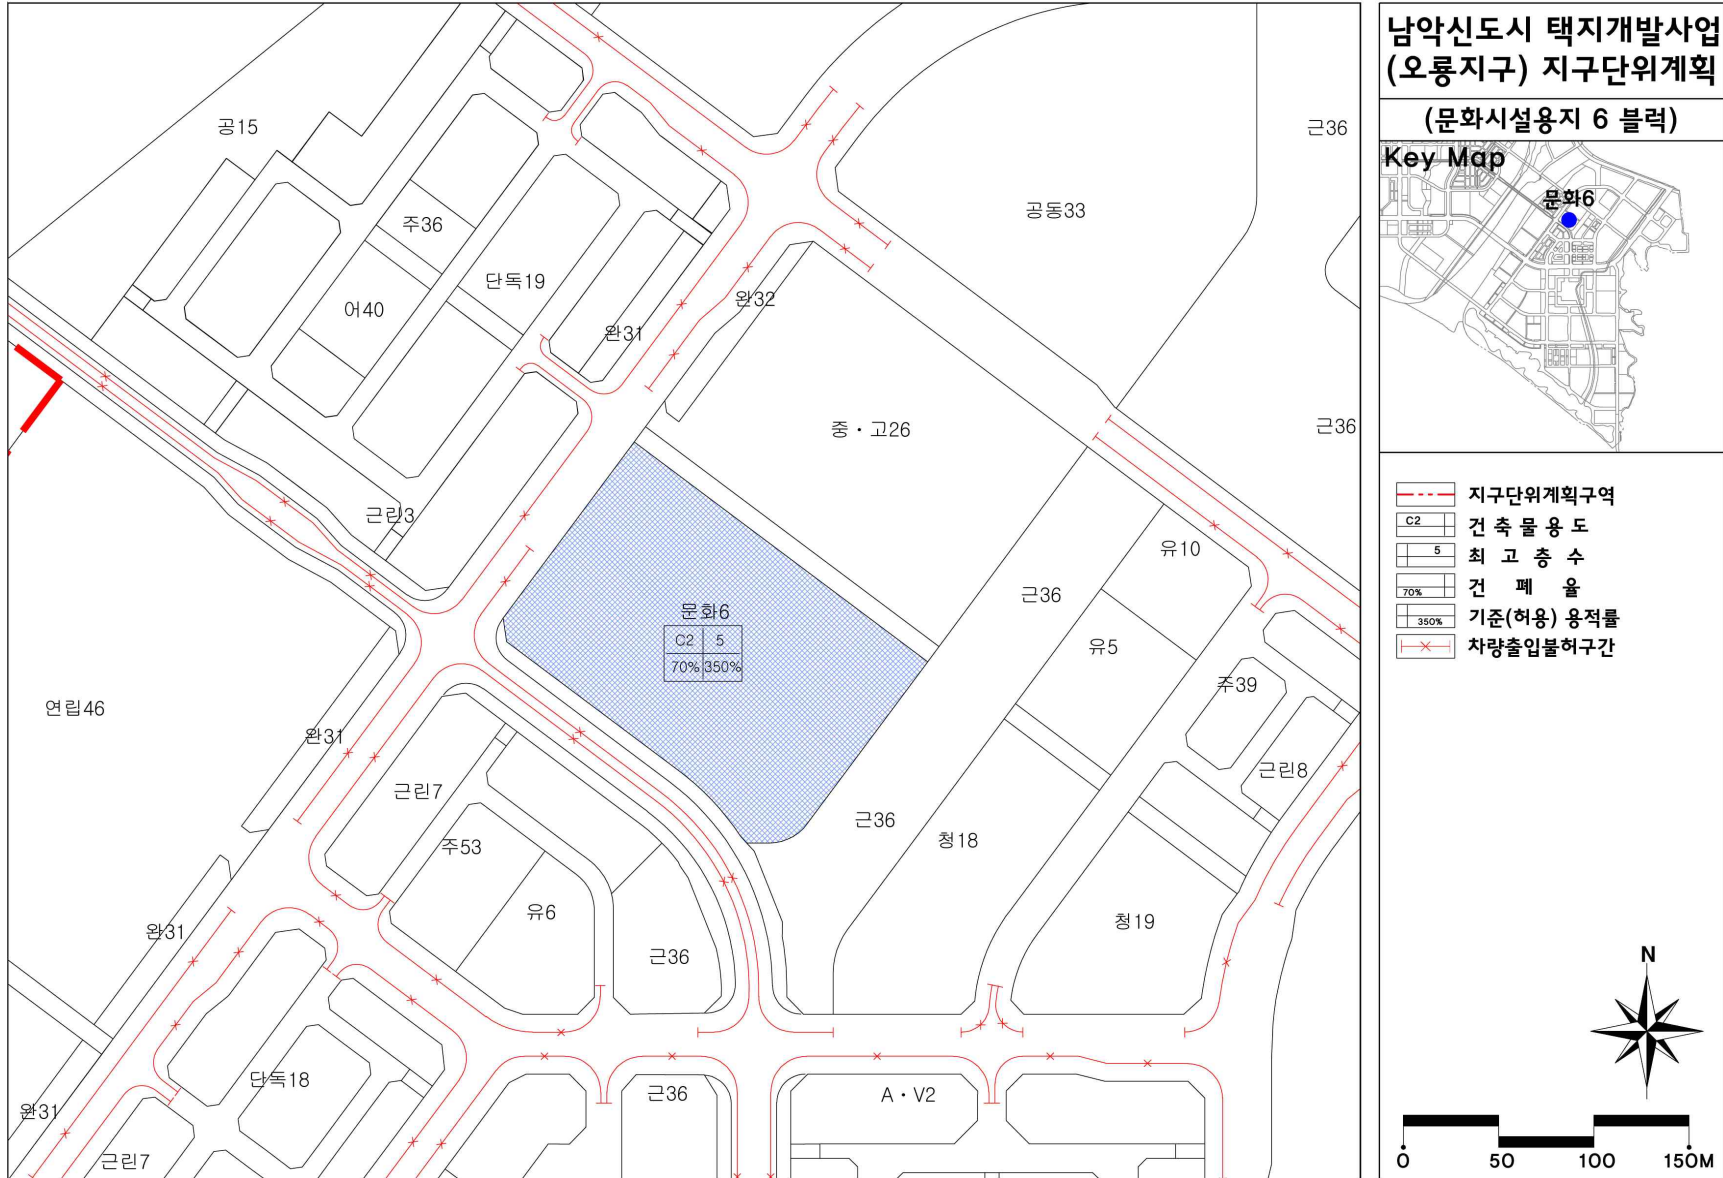 남악신도시 택지개발사업
(오룡지구) 지구단위계획
(문화시설용지 6 블럭)
Key Map
문화6
지구단위계획구역
C2 건축물용도
5 최고층수
70% 건폐율
350% 기준(허용) 용적률
차량출입불허구간
N
0 50 100 150M
공15
근36
주36
공동33
단독19
어40
완32
완31
중・고26
근36
근린3
유10
근36
문화6
C2 5
70% 350%
유5
주39
연립46
완31
근린7
근린8
근36
청18
주53
유6
청19
완31
근36
단독18
근36
A・V2
완31
근린7